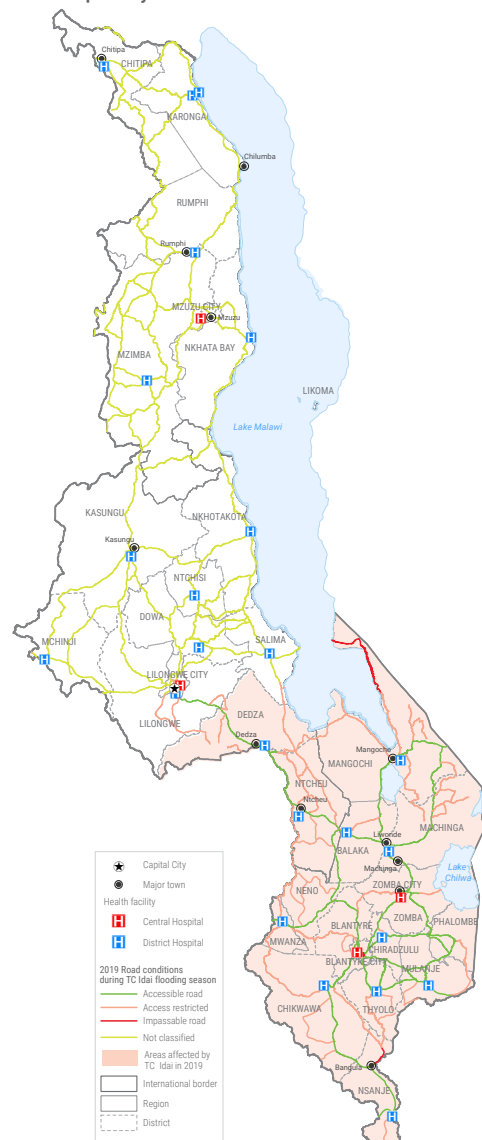 Chitipa
CHITIPA
KARONGA
Chilumba
RUMPHI
Rumphi
MZUZU CITY
Mzuzu
NKHATA BAY
MZIMBA
LIKOMA
Lake Malawi
KASUNGU
NKHOTAKOTA
Kasungu
NTCHISI
DOWA
MCHINJI
SALIMA
LILONGWE CITY
LILONGWE
DEDZA
Dedza
Mangochi
MANGOCHI
NTCHEU
Ntcheu
MACHINGA
Liwonde
BALAKA
Machinga
Lake
Chilwa
NENO
ZOMBA CITY
ZOMBA
PHALOMBE
BLANTYRE
MWANZA
CHIRADZULU
BLANTYRE CITY
MULANJE
CHIKWAWA
THYOLO
Bangula
NSANJE
Capital City
Major town
Health facility
H Central Hospital
H District Hospital
2019 Road conditions
during TC Idai flooding season
Accessible road
Access restricted
Impassable road
Not classified
Areas affected by
TC Idai in 2019
International border
Region
District